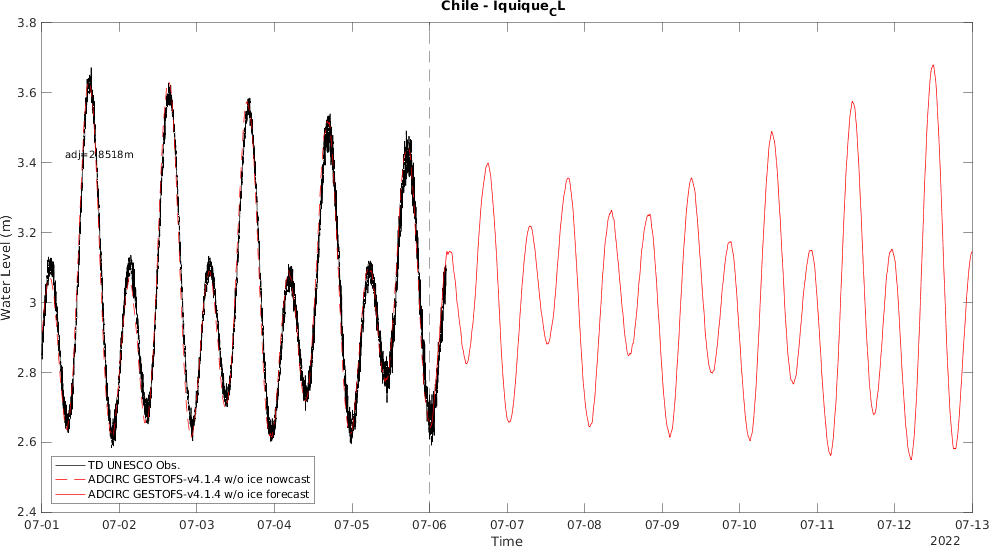 Chile - Iquique_CL
3.8
3.6
3.4
3.2
3
2.8
2.6
2.4
Water Level (m)
adj=2.8518m
TD UNESCO Obs.
ADCIRC GESTOFS-v4.1.4 w/o ice nowcast
ADCIRC GESTOFS-v4.1.4 w/o ice forecast
07-01 07-02 07-03 07-04 07-05 07-06 07-07 07-08 07-09 07-10 07-11 07-12 07-13
Time
2022